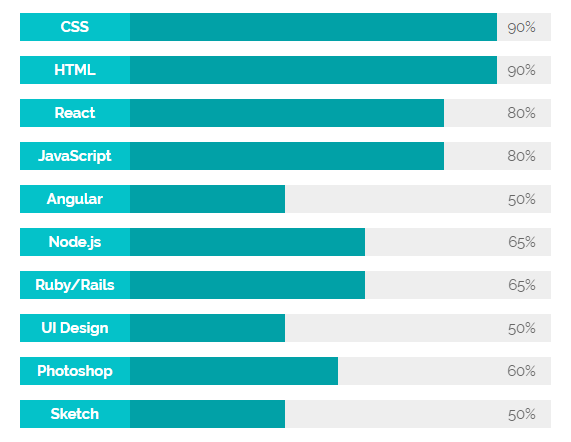 CSS 90%
HTML 90%
React 80%
JavaScript 80%
Angular 50%
Node.js 65%
Ruby/Rails 65%
UI Design 50%
Photoshop 60%
Sketch 50%